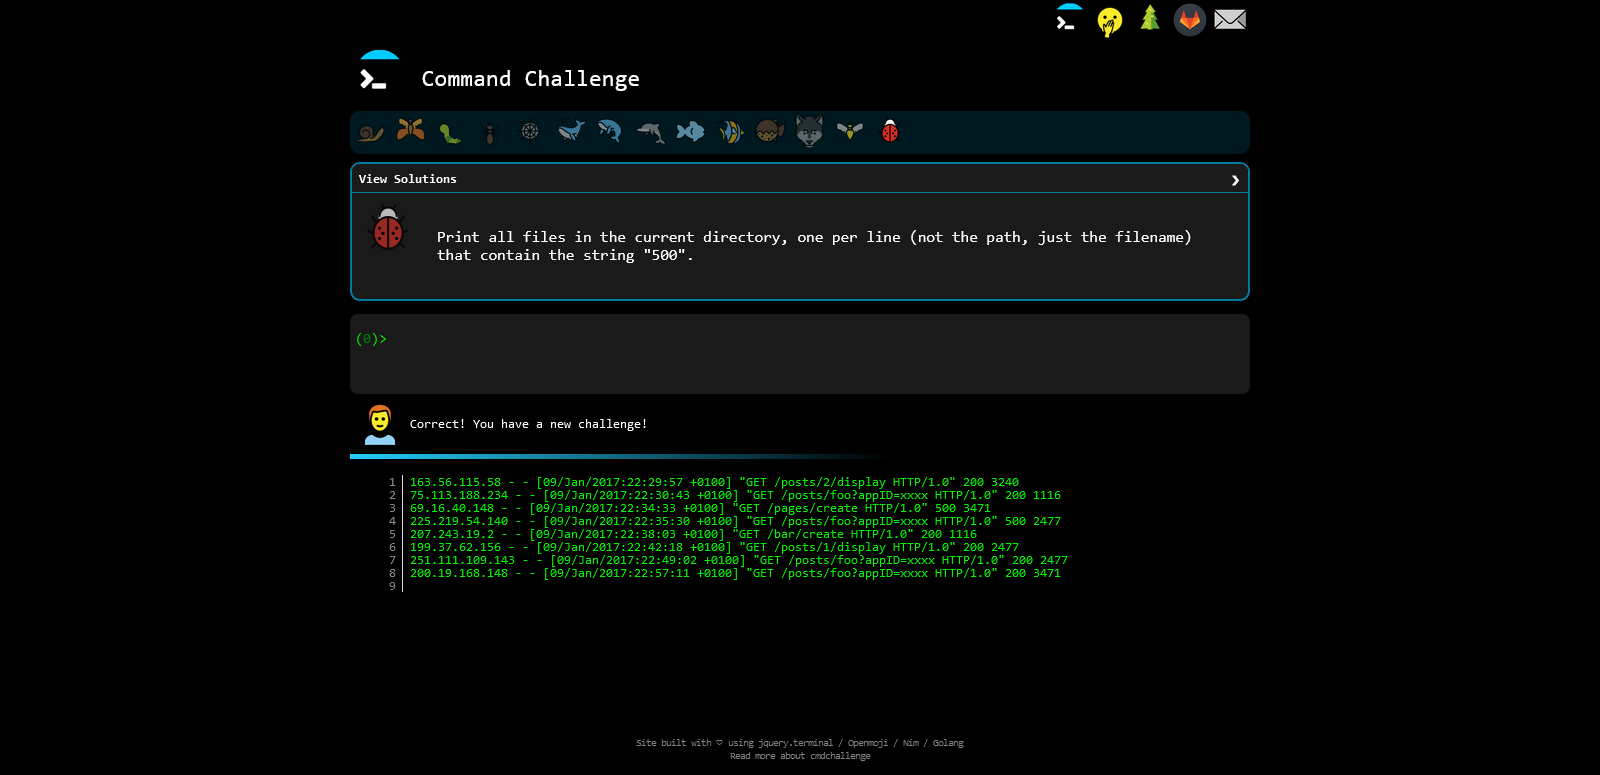 Command Challenge
View Solutions
Print all files in the current directory, one per line (not the path, just the filename)
that contain the string "500".
(0)>
Correct! You have a new challenge!
1 163.56.115.58 - - [09/Jan/2017:22:29:57 +0100] "GET /posts/2/display HTTP/1.0" 200 3240
2 75.113.188.234 - - [09/Jan/2017:22:30:43 +0100] "GET /posts/foo?appID=xxxx HTTP/1.0" 200 1116
3 69.16.40.148 - - [09/Jan/2017:22:34:33 +0100] "GET /pages/create HTTP/1.0" 500 3471
4 225.219.54.140 - - [09/Jan/2017:22:35:30 +0100] "GET /posts/foo?appID=xxxx HTTP/1.0" 500 2477
5 207.243.19.2 - - [09/Jan/2017:22:38:03 +0100] "GET /bar/create HTTP/1.0" 200 1116
6 199.37.62.156 - - [09/Jan/2017:22:42:18 +0100] "GET /posts/1/display HTTP/1.0" 200 2477
7 251.111.109.143 - - [09/Jan/2017:22:49:02 +0100] "GET /posts/foo?appID=xxxx HTTP/1.0" 200 2477
8 200.19.168.148 - - [09/Jan/2017:22:57:11 +0100] "GET /posts/foo?appID=xxxx HTTP/1.0" 200 3471
9
Site built with ♡ using jquery.terminal / Openmoji / Nim / Golang
Read more about cmdchallenge